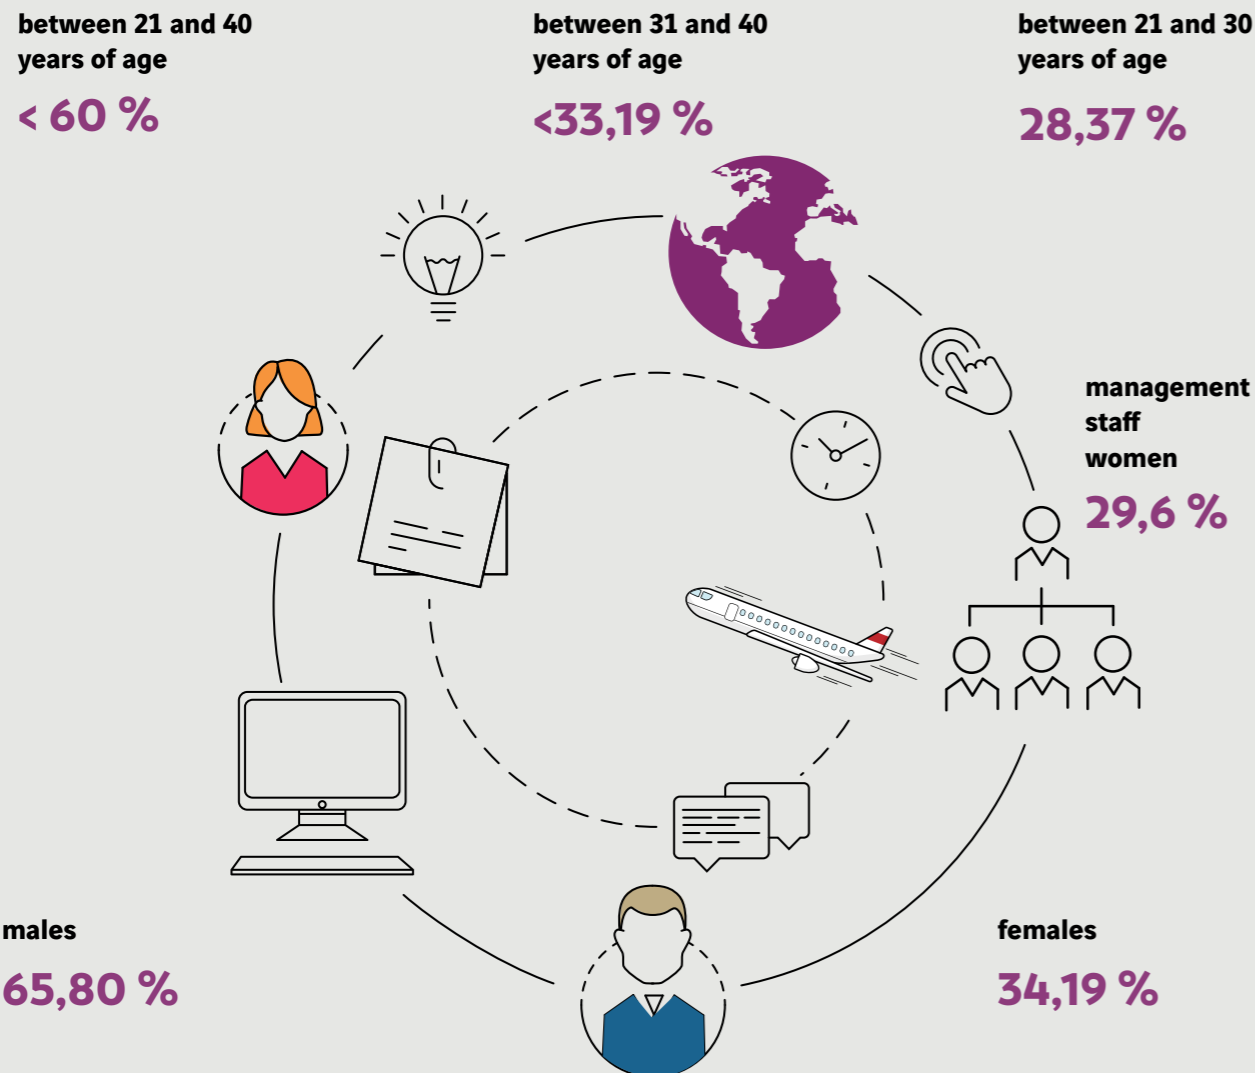 between 21 and 40
years of age
< 60 %
between 31 and 40
years of age
<33,19 %
between 21 and 30
years of age
28,37 %
management
staff
women
29,6 %
males
65,80 %
females
34,19 %